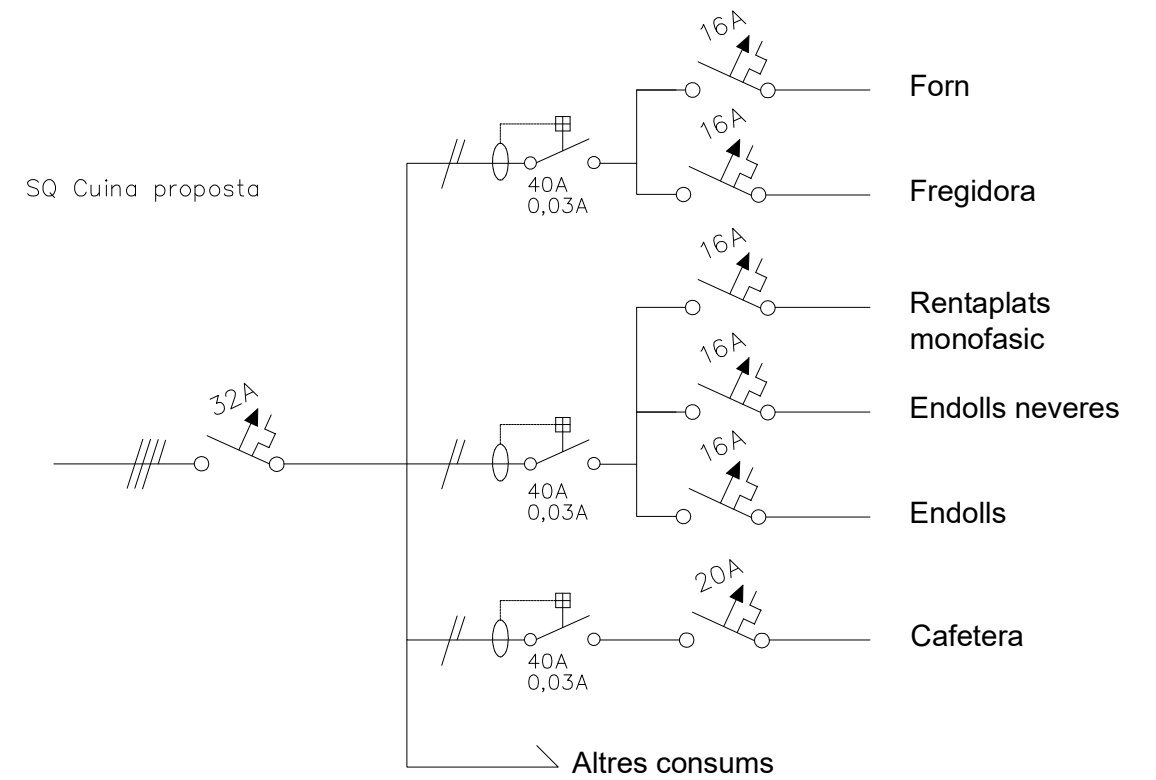 16A
Forn
16A
Fregidora
40A
0,03A
SQ Cuina proposta
16A
Rentaplats
monofasic
16A
Endolls neveres
32A
16A
Endolls
40A
0,03A
20A
Cafetera
40A
0,03A
Altres consums